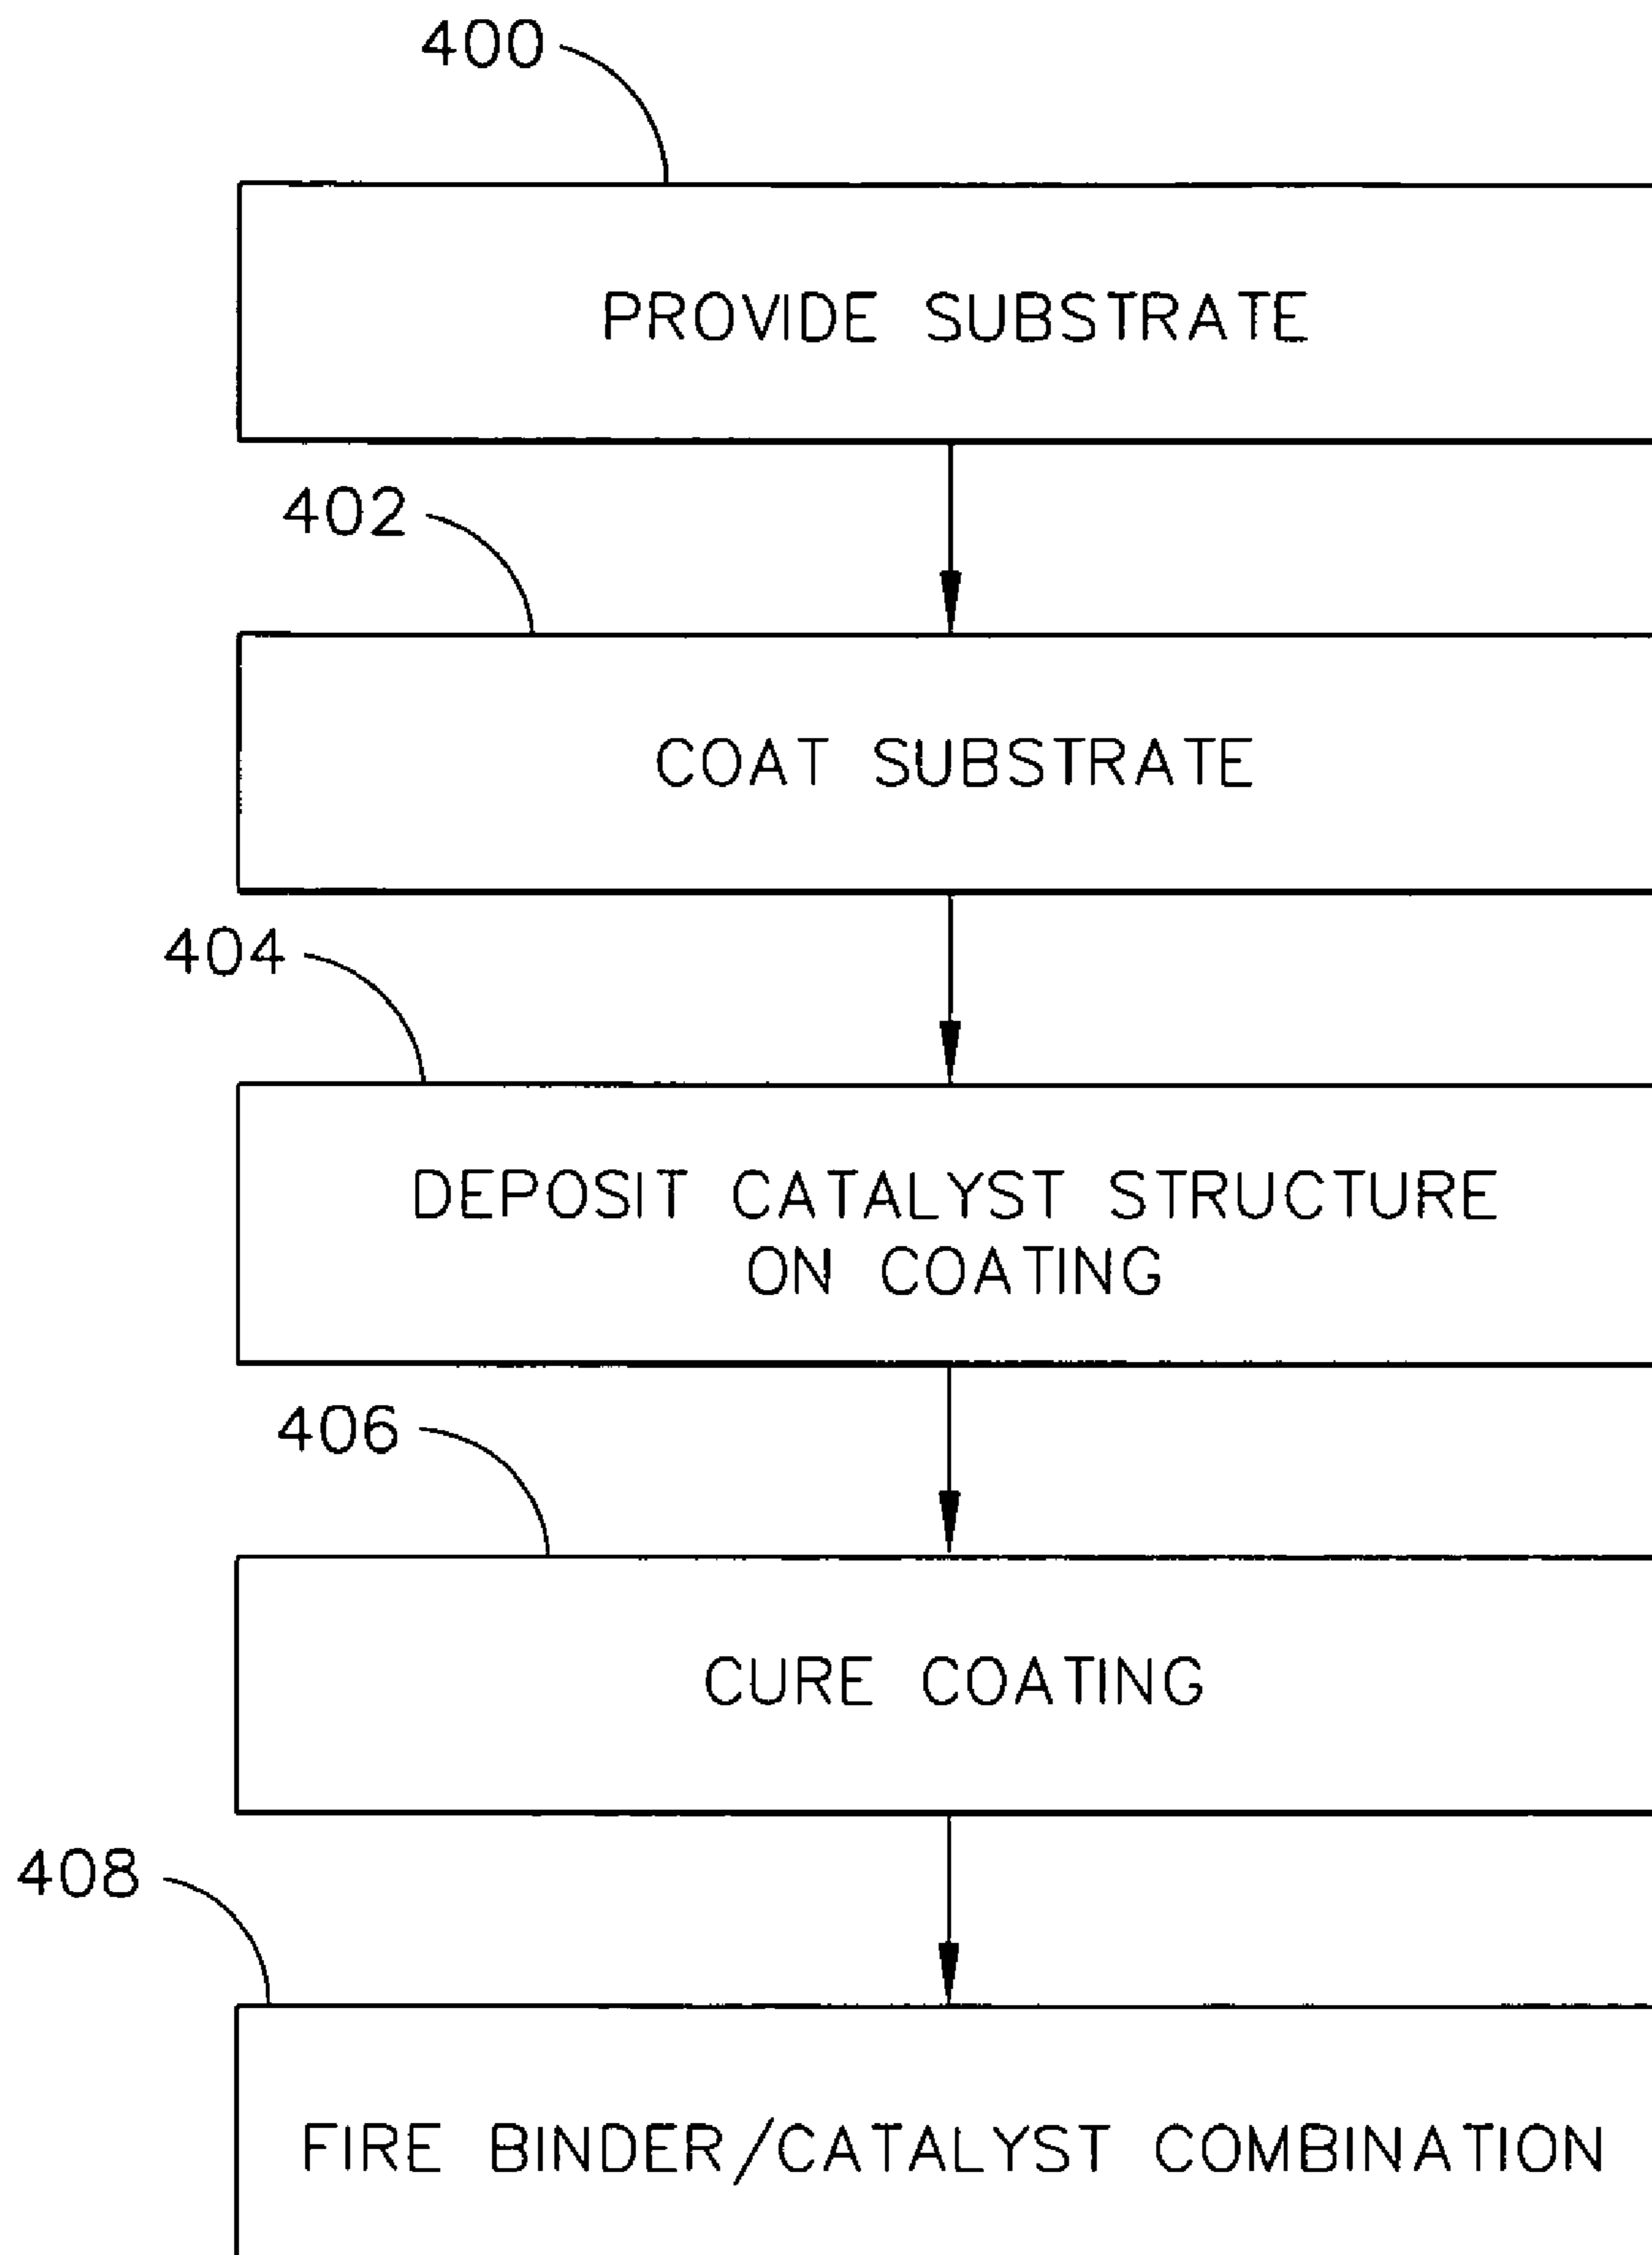 400
PROVIDE SUBSTRATE
402
COAT SUBSTRATE
404
DEPOSIT CATALYST STRUCTURE
ON COATING
406
CURE COATING
408
FIRE BINDER/CATALYST COMBINATION